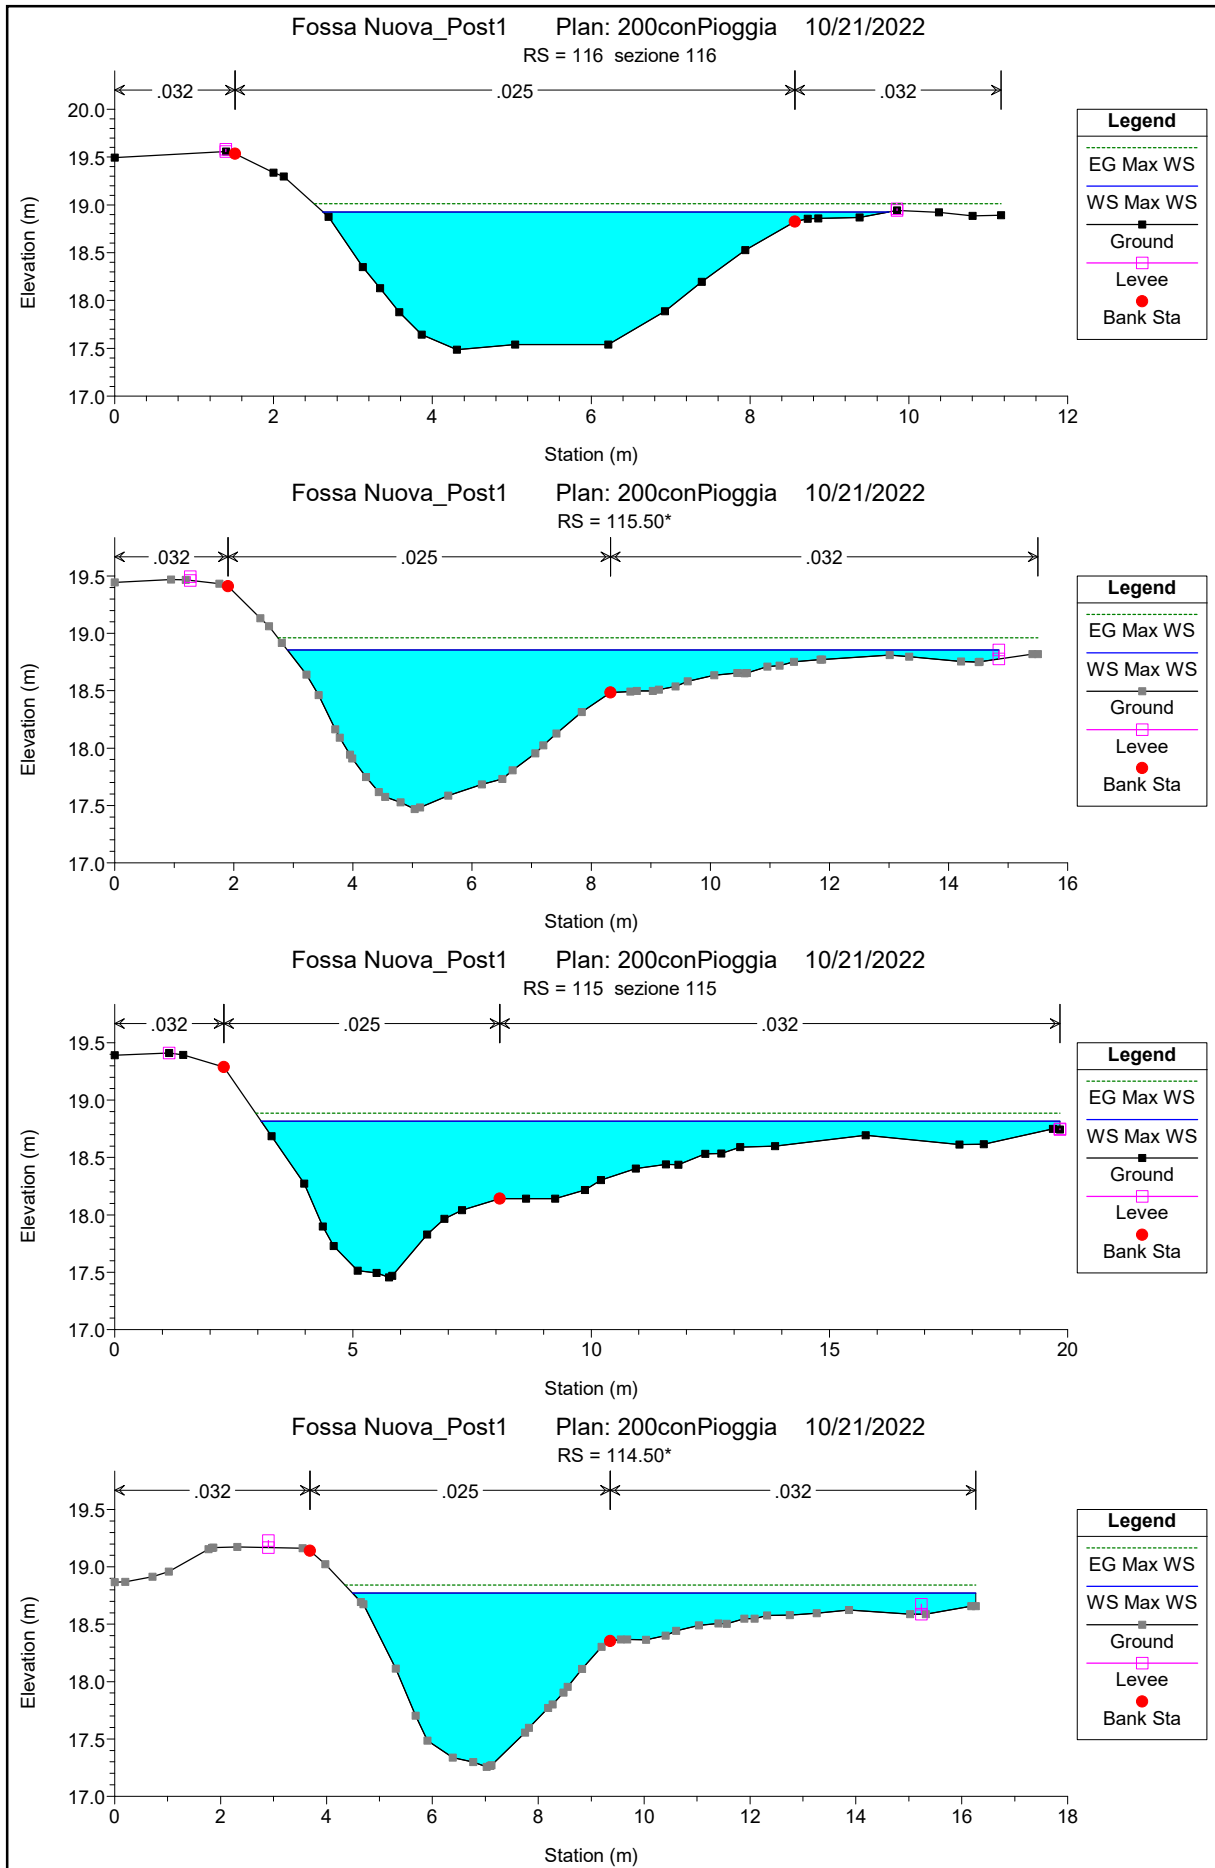 Fossa Nuova_Post1 Plan: 200conPioggia 10/21/2022
RS = 116 sezione 116
.032 .025 .032
20.0
19.5
19.0
18.5
18.0
17.5
17.0
Elevation (m)
0 2 4 6 8 10 12
Station (m)
Legend
EG Max WS
WS Max WS
Ground
Levee
Bank Sta
Fossa Nuova_Post1 Plan: 200conPioggia 10/21/2022
RS = 115.50*
.032 .025 .032
19.5
19.0
18.5
18.0
17.5
17.0
Elevation (m)
0 2 4 6 8 10 12 14 16
Station (m)
Legend
EG Max WS
WS Max WS
Ground
Levee
Bank Sta
Fossa Nuova_Post1 Plan: 200conPioggia 10/21/2022
RS = 115 sezione 115
.032 .025 .032
19.5
19.0
18.5
18.0
17.5
17.0
Elevation (m)
0 5 10 15 20
Station (m)
Legend
EG Max WS
WS Max WS
Ground
Levee
Bank Sta
Fossa Nuova_Post1 Plan: 200conPioggia 10/21/2022
RS = 114.50*
.032 .025 .032
19.5
19.0
18.5
18.0
17.5
17.0
Elevation (m)
0 2 4 6 8 10 12 14 16 18
Station (m)
Legend
EG Max WS
WS Max WS
Ground
Levee
Bank Sta